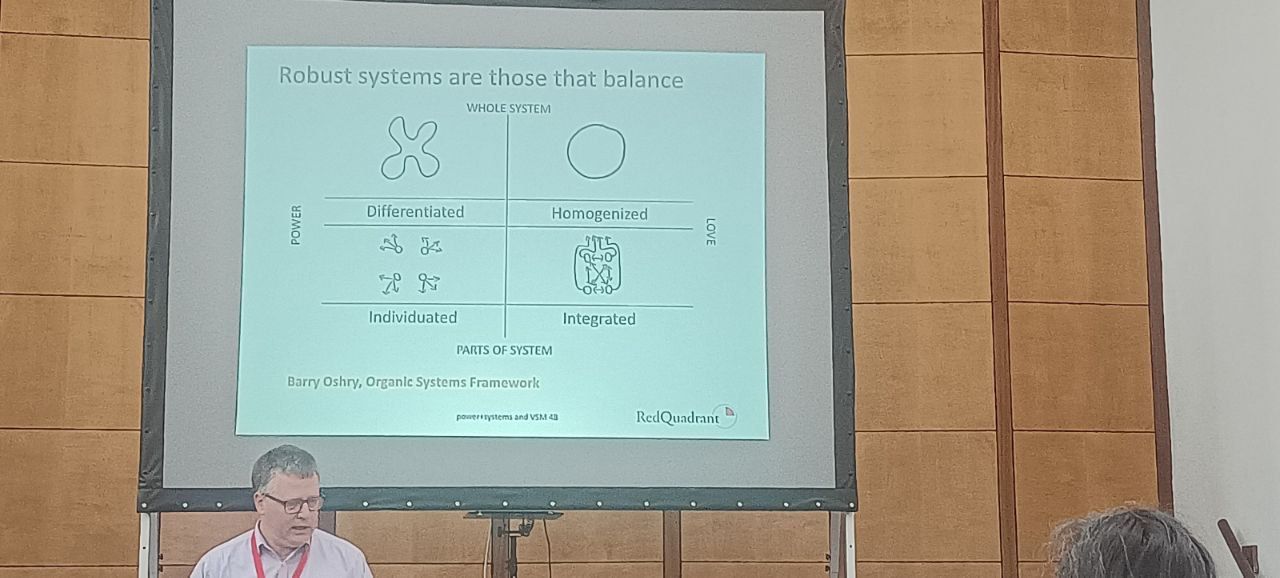 Robust systems are those that balance
WHOLE SYSTEM
POWER
LOVE
Differentiated
Homogenized
Individuated
Integrated
PARTS OF SYSTEM
Barry Oshry, Organic Systems Framework
power+systems and VSM 48
RedQuadrant